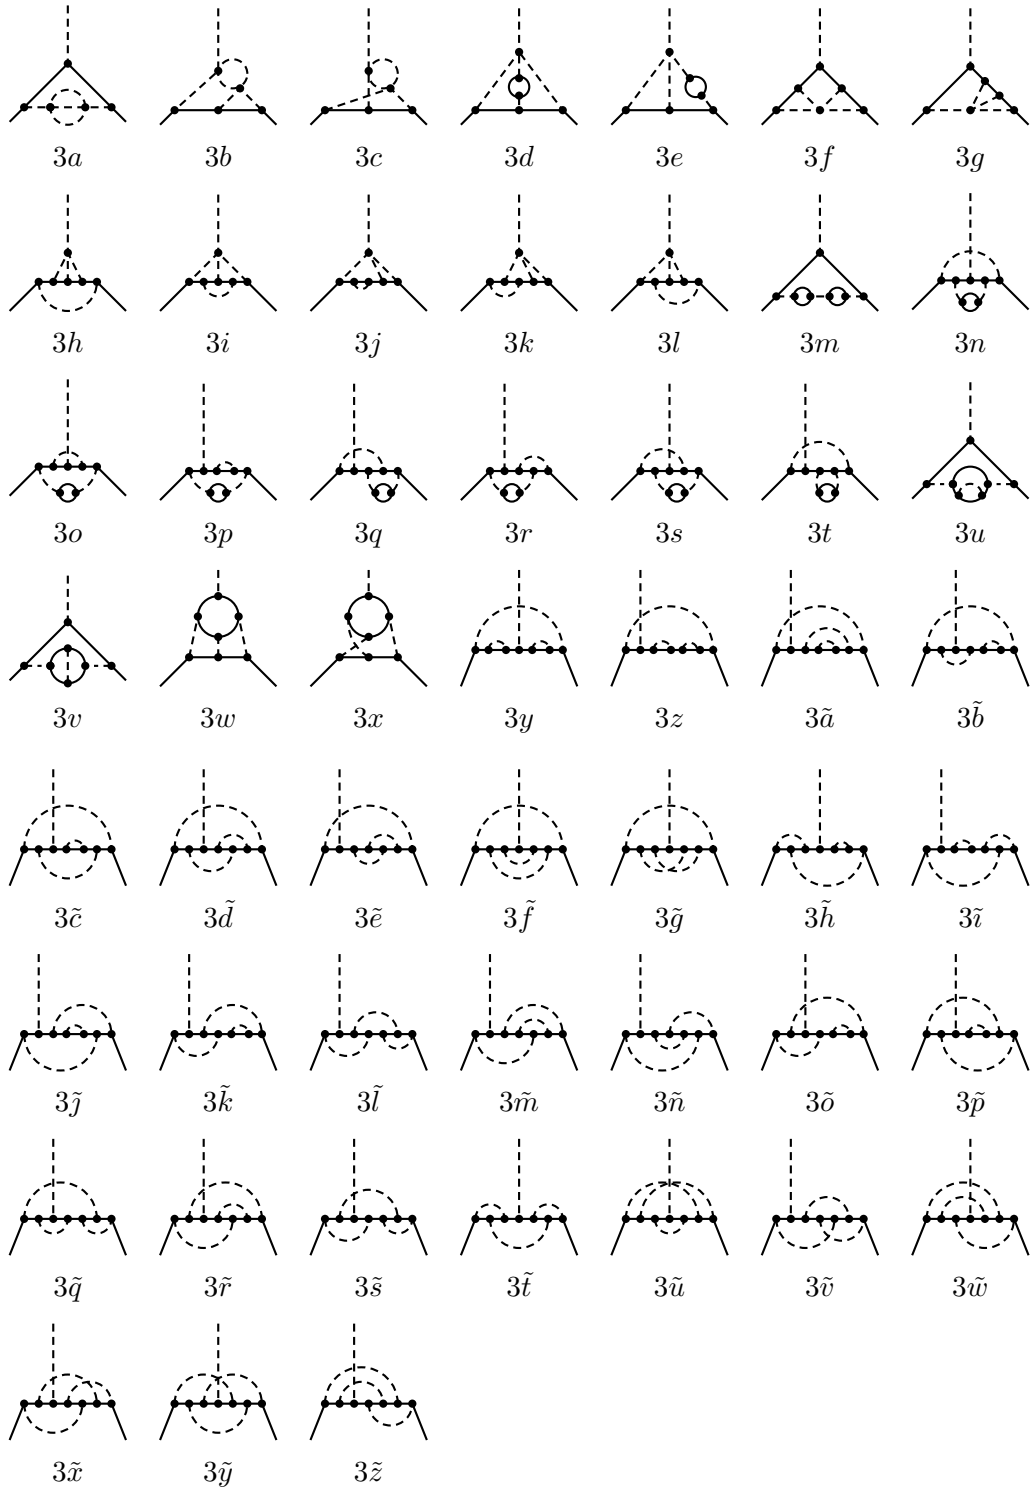 3a 3b 3c 3d 3e 3f 3g
3h 3i 3j 3k 3l 3m 3n
3o 3p 3q 3r 3s 3t 3u
3v 3w 3x 3y 3z 3ã 3b̃
3c̃ 3d̃ 3ẽ 3f̃ 3g̃ 3h̃ 3ı̃
3ȷ̃ 3k̃ 3l̃ 3m̃ 3ñ 3õ 3p̃
3q̃ 3r̃ 3s̃ 3t̃ 3ũ 3ṽ 3w̃
3x̃ 3ỹ 3z̃